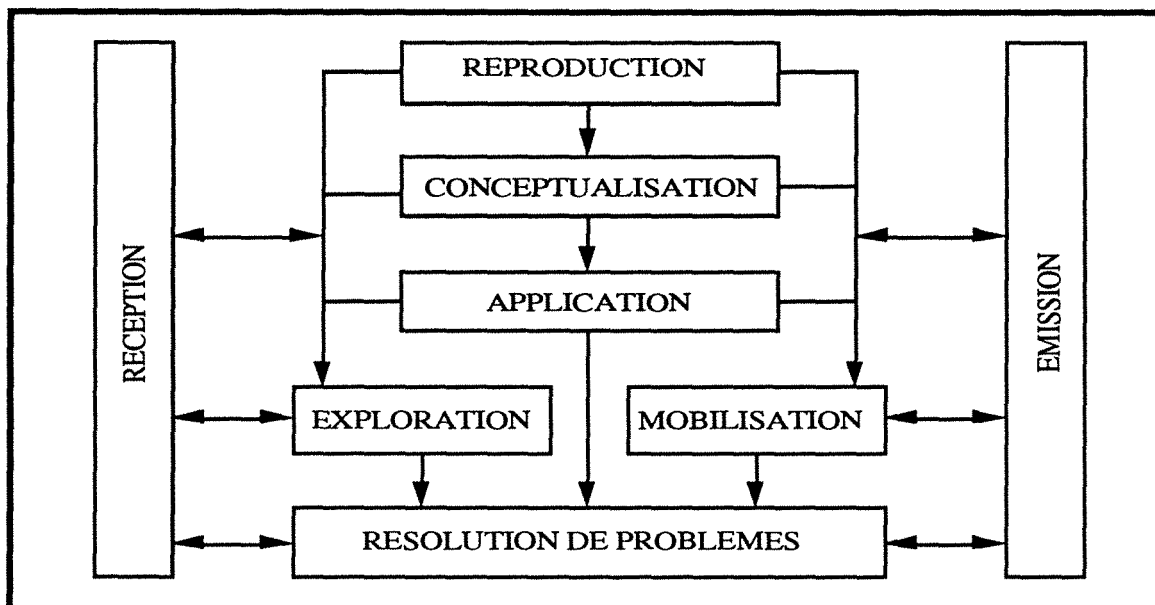 REPRODUCTION
CONCEPTUALISATION
APPLICATION
RECEPTION
EMISSION
EXPLORATION
MOBILISATION
RESOLUTION DE PROBLEMES